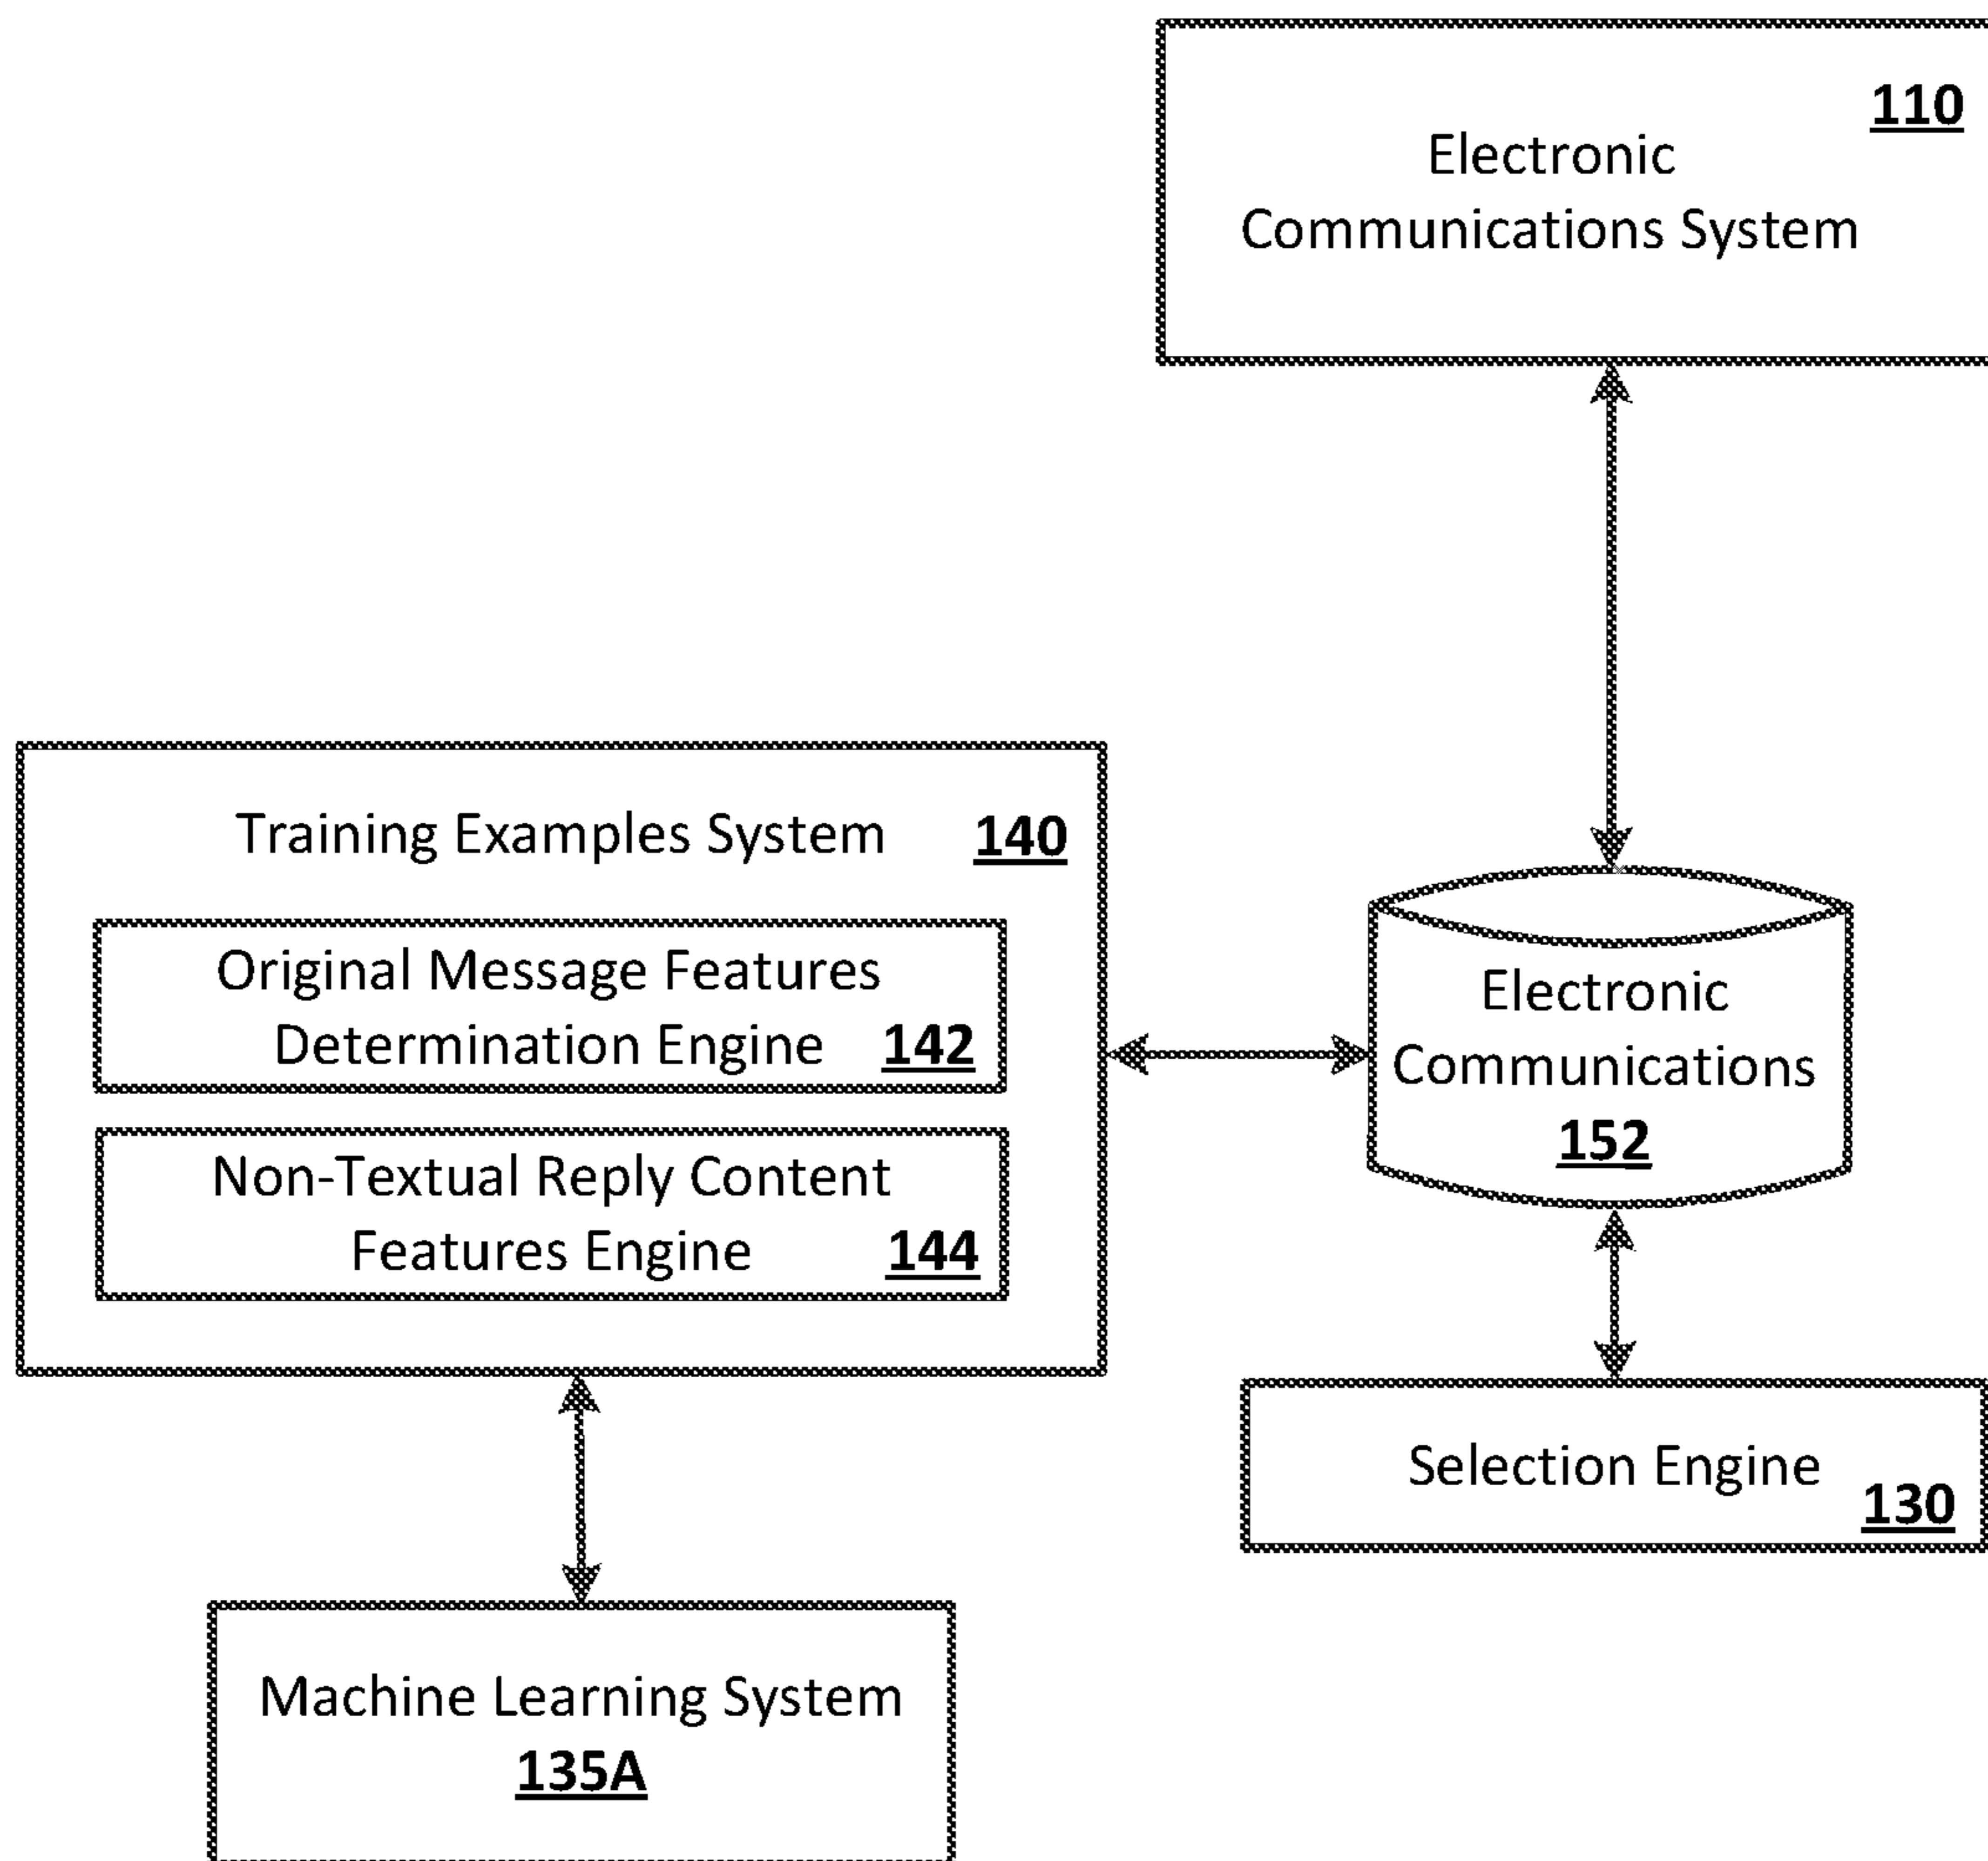 110
Electronic
Communications System
Training Examples System 140
Original Message Features
Determination Engine 142
Non-Textual Reply Content
Features Engine 144
Electronic
Communications
152
Selection Engine
130
Machine Learning System
135A